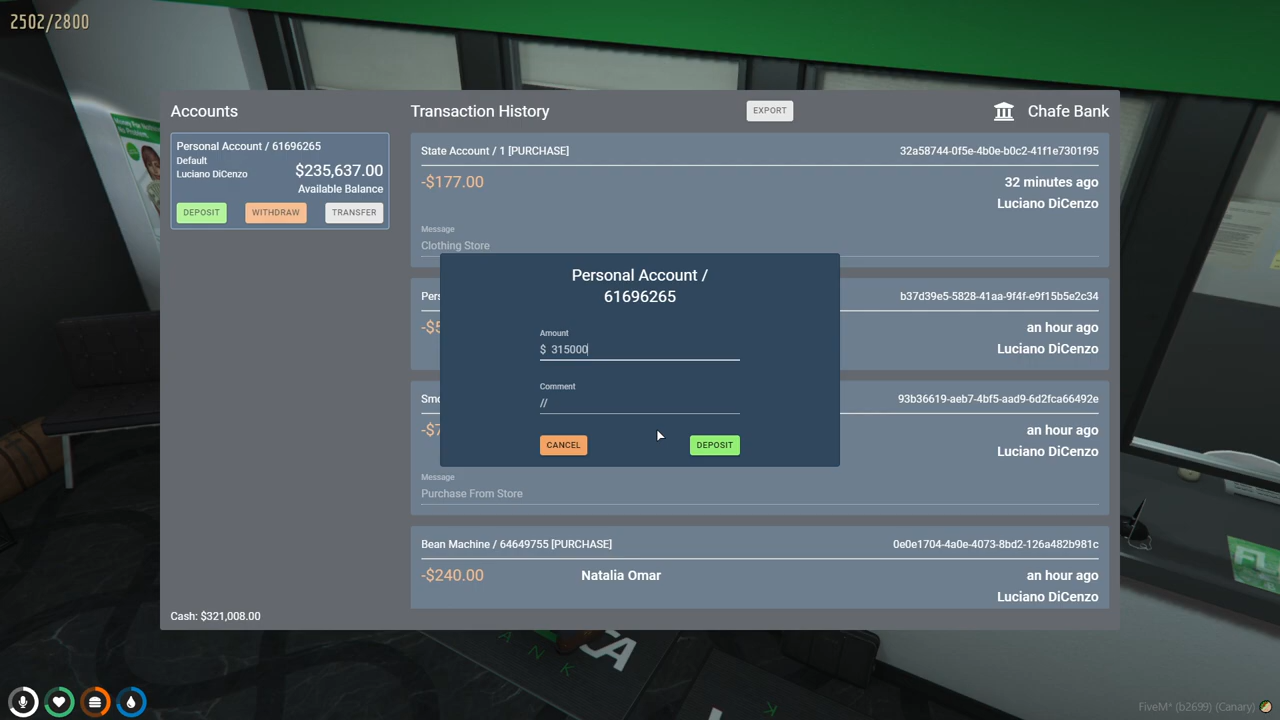 2502/2800
Accounts
Personal Account / 61696265
Default
Luciano DiCenzo
$235,637.00
Available Balance
DEPOSIT WITHDRAW TRANSFER
Cash: $321,008.00
Transaction History
EXPORT
Chafe Bank
State Account / 1 [PURCHASE] 32a58744-0f5e-4b0e-b0c2-41f1e7301f95
-$177.00 32 minutes ago
Luciano DiCenzo
Message
Clothing Store
b37d39e5-5828-41aa-9f4f-e9f15b5e2c34
an hour ago
Luciano DiCenzo
93b36619-aeb7-4bf5-aad9-6d2fca66492e
an hour ago
Luciano DiCenzo
Message
Purchase From Store
Bean Machine / 64649755 [PURCHASE] 0e0e1704-4a0e-4073-8bd2-126a482b981c
-$240.00 Natalia Omar an hour ago
Luciano DiCenzo
Personal Account /
61696265
Amount
$ 315000
Comment
//
CANCEL DEPOSIT
FiveM* (b2699) (Canary)